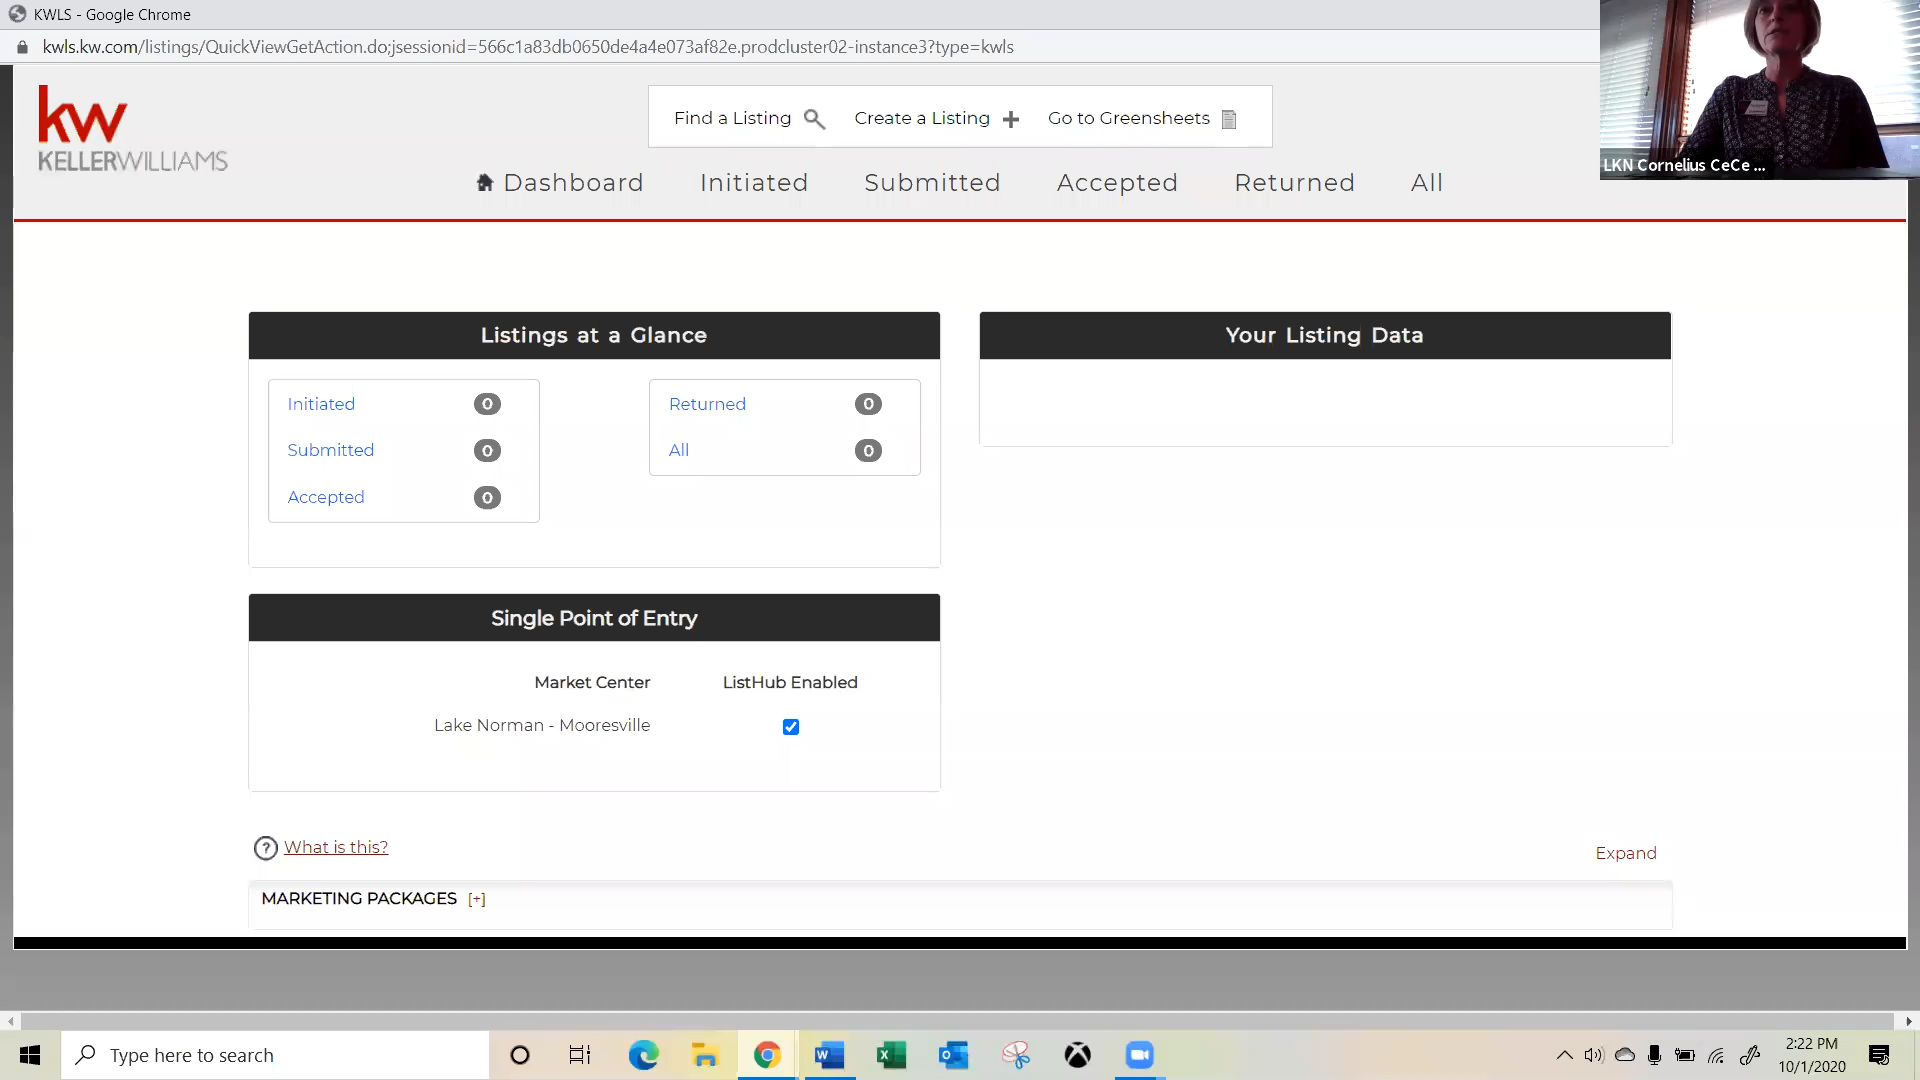 KWLS - Google Chrome
kwls.kw.com/listings/QuickViewGetAction.do;jsessionid=566c1a83db0650de4a4e073af82e.prodcluster02-instance3?type=kwls
kw
KELLERWILLIAMS
Find a Listing Create a Listing Go to Greensheets
LKN Cornelius CeCe ...
Dashboard Initiated Submitted Accepted Returned All
Listings at a Glance
Initiated 0
Submitted 0
Accepted 0
Returned 0
All 0
Your Listing Data
Single Point of Entry
Market Center ListHub Enabled
Lake Norman - Mooresville
? What is this?
Expand
MARKETING PACKAGES [+]
Type here to search
2:22 PM
10/1/2020